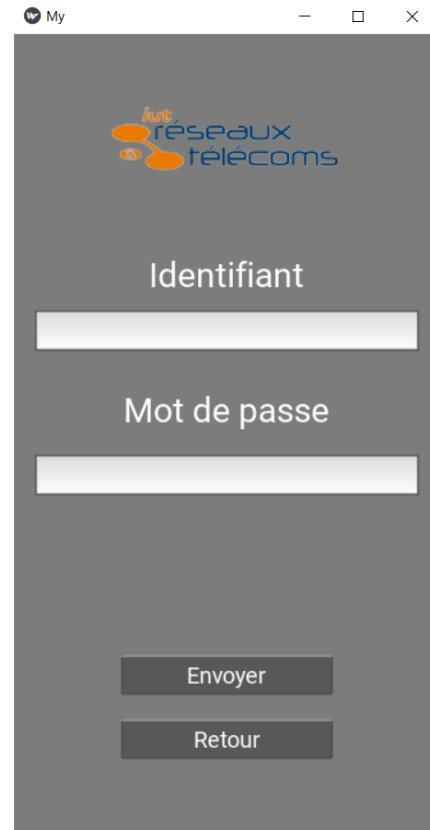 My
iut
réseaux
télécoms
Identifiant
Mot de passe
Envoyer
Retour